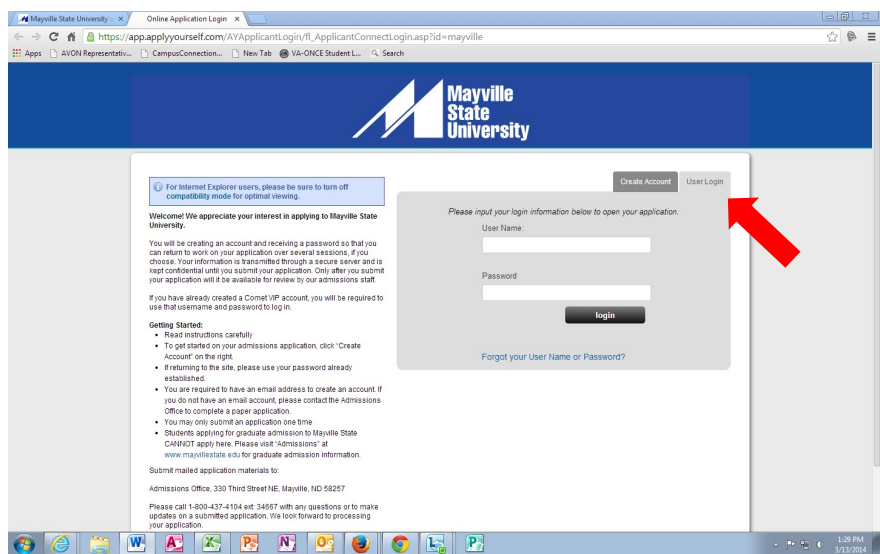 Mayville State University ::
Online Application Login
https://app.applyyourself.com/AYApplicantLogin/fl_ApplicantConnectLogin.asp?id=mayville
Apps AVON Representativ... CampusConnection... New Tab VA-ONCE Student L... Search
Mayville
State
University
For Internet Explorer users, please be sure to turn off
compatibility mode for optimal viewing.
Welcome! We appreciate your interest in applying to Mayville State
University.
You will be creating an account and receiving a password so that you
can return to work on your application over several sessions, if you
choose. Your information is transmitted through a secure server and is
kept confidential until you submit your application. Only after you submit
your application will it be available for review by our admissions staff.
If you have already created a Comet VIP account, you will be required to
use that username and password to log in.
Getting Started:
• Read instructions carefully
• To get started on your admissions application, click "Create
Account" on the right.
• If returning to the site, please use your password already
established.
• You are required to have an email address to create an account. If
you do not have an email account, please contact the Admissions
Office to complete a paper application.
• You may only submit an application one time
• Students applying for graduate admission to Mayville State
CANNOT apply here. Please visit "Admissions" at
www.mayvillestate.edu for graduate admission information.
Submit mailed application materials to:
Admissions Office, 330 Third Street NE, Mayville, ND 58257
Please call 1-800-437-4104 ext: 34667 with any questions or to make
updates on a submitted application. We look forward to processing
your application.
Create Account User Login
Please input your login information below to open your application.
User Name:
Password
login
Forgot your User Name or Password?
1:29 PM
3/13/2014